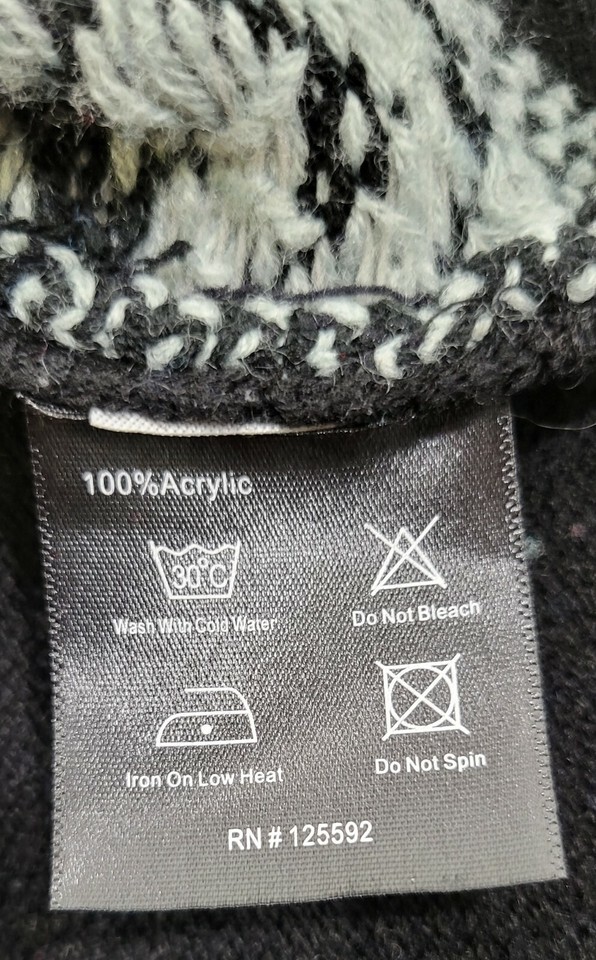 100%Acrylic
30°C
Wash With Cold Water
Do Not Bleach
Iron On Low Heat
Do Not Spin
RN # 125592